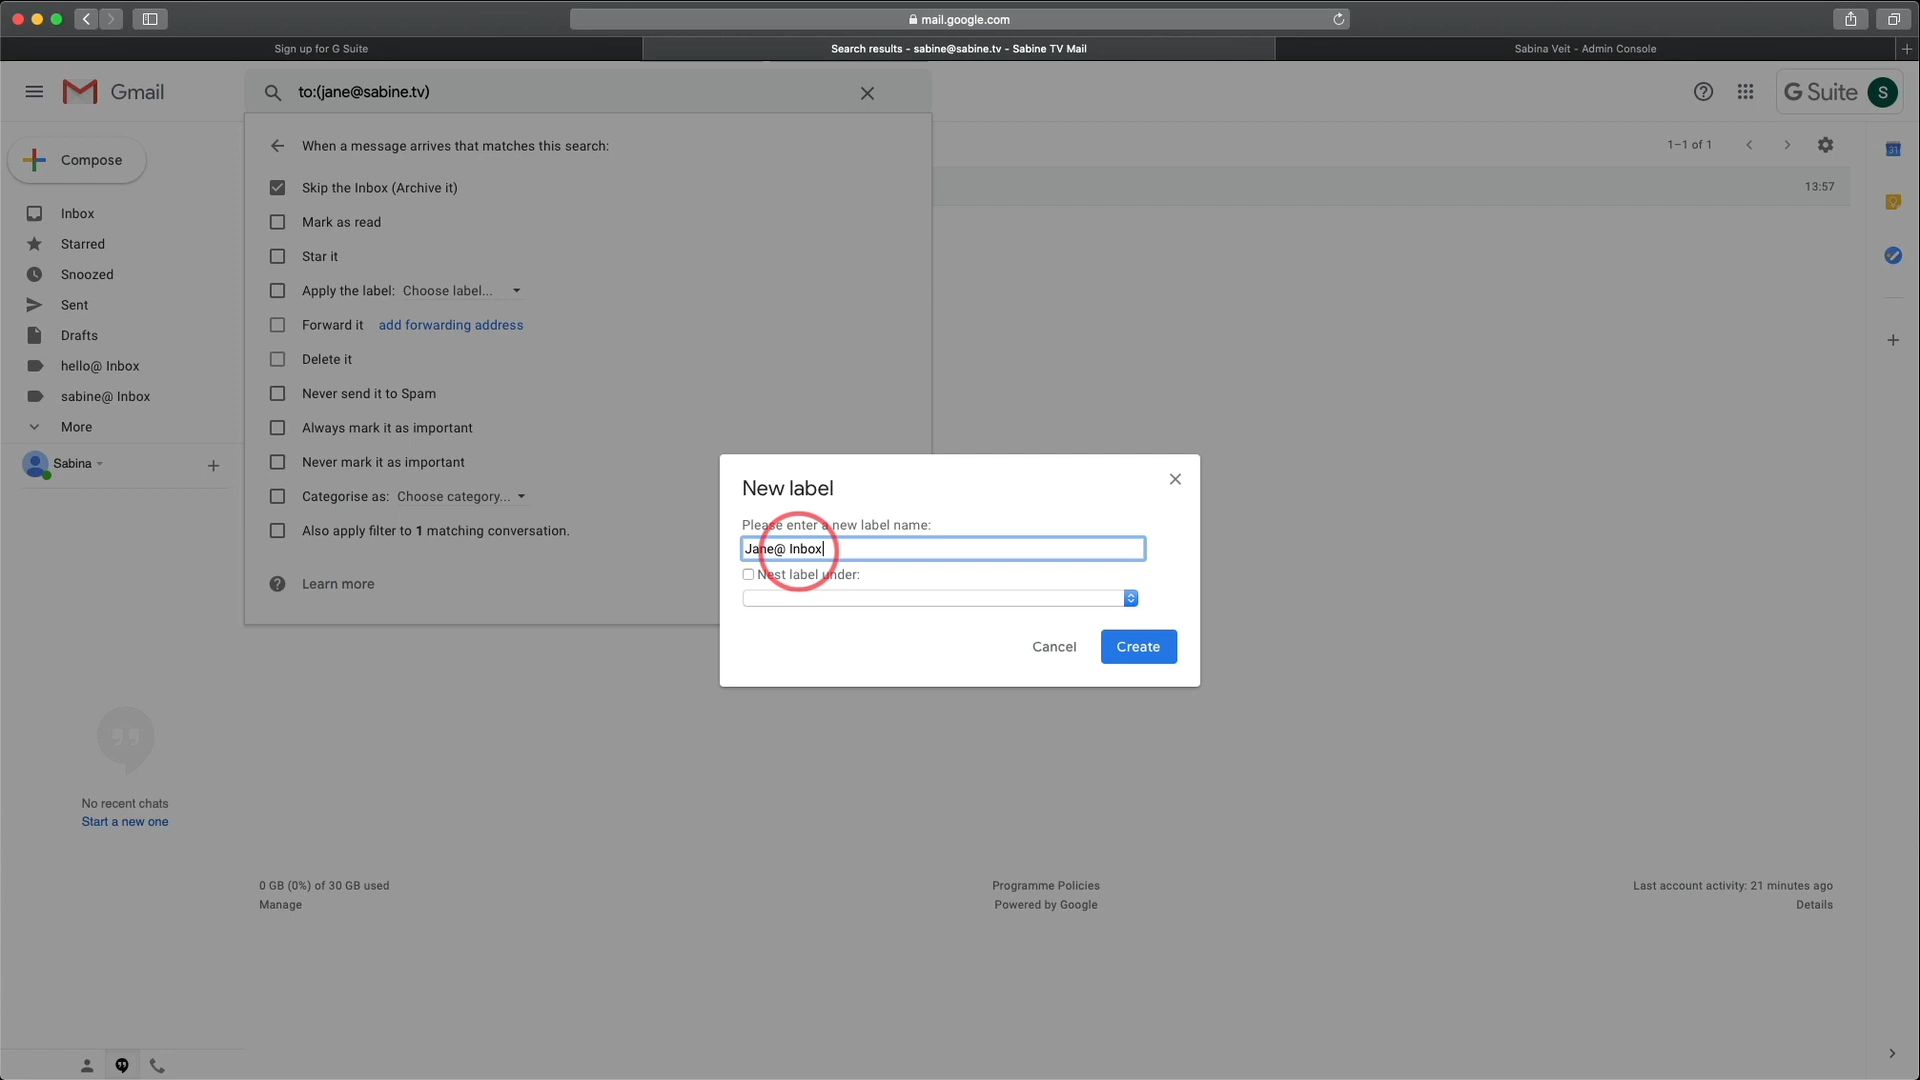 mail.google.com
Sign up for G Suite
Search results - sabine@sabine.tv - Sabine TV Mail
Sabina Veit - Admin Console
Gmail
to:(jane@sabine.tv)
G Suite
S
Compose
When a message arrives that matches this search:
1–1 of 1
31
Skip the Inbox (Archive it)
13:57
Inbox
Mark as read
Starred
Star it
Snoozed
Apply the label: Choose label...
Sent
Forward it add forwarding address
Drafts
Delete it
hello@ Inbox
Never send it to Spam
sabine@ Inbox
Always mark it as important
More
Never mark it as important
Sabina
Categorise as: Choose category...
Also apply filter to 1 matching conversation.
Learn more
New label
Please enter a new label name:
Jane@ Inbox
Nest label under:
Cancel
Create
No recent chats
Start a new one
0 GB (0%) of 30 GB used
Manage
Programme Policies
Powered by Google
Last account activity: 21 minutes ago
Details